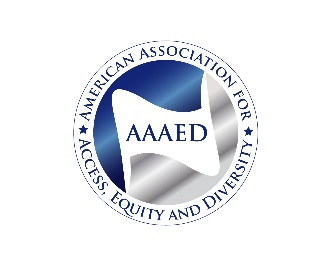 AMERICAN ASSOCIATION FOR
AAAED
ACCESS, EQUITY AND DIVERSITY